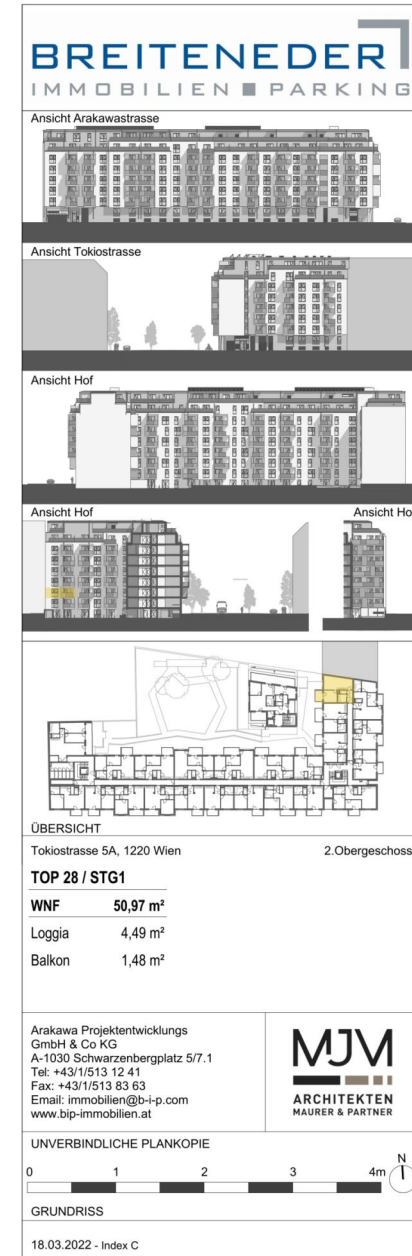 BREITENEDER
IMMOBILIEN PARKING
Ansicht Arakawastrasse
Ansicht Tokiostrasse
Ansicht Hof
Ansicht Hof Ansicht Ho
ÜBERSICHT
Tokiostrasse 5A, 1220 Wien 2.Obergeschoss
TOP 28 / STG1
WNF 50,97 m²
Loggia 4,49 m²
Balkon 1,48 m²
Arakawa Projektentwicklungs
GmbH & Co KG
A-1030 Schwarzenbergplatz 5/7.1
Tel: +43/1/513 12 41
Fax: +43/1/513 83 63
Email: immobilien@b-i-p.com
www.bip-immobilien.at
MJM
ARCHITEKTEN
MAURER & PARTNER
UNVERBINDLICHE PLANKOPIE
0 1 2 3 4m N
GRUNDRISS
18.03.2022 - Index C